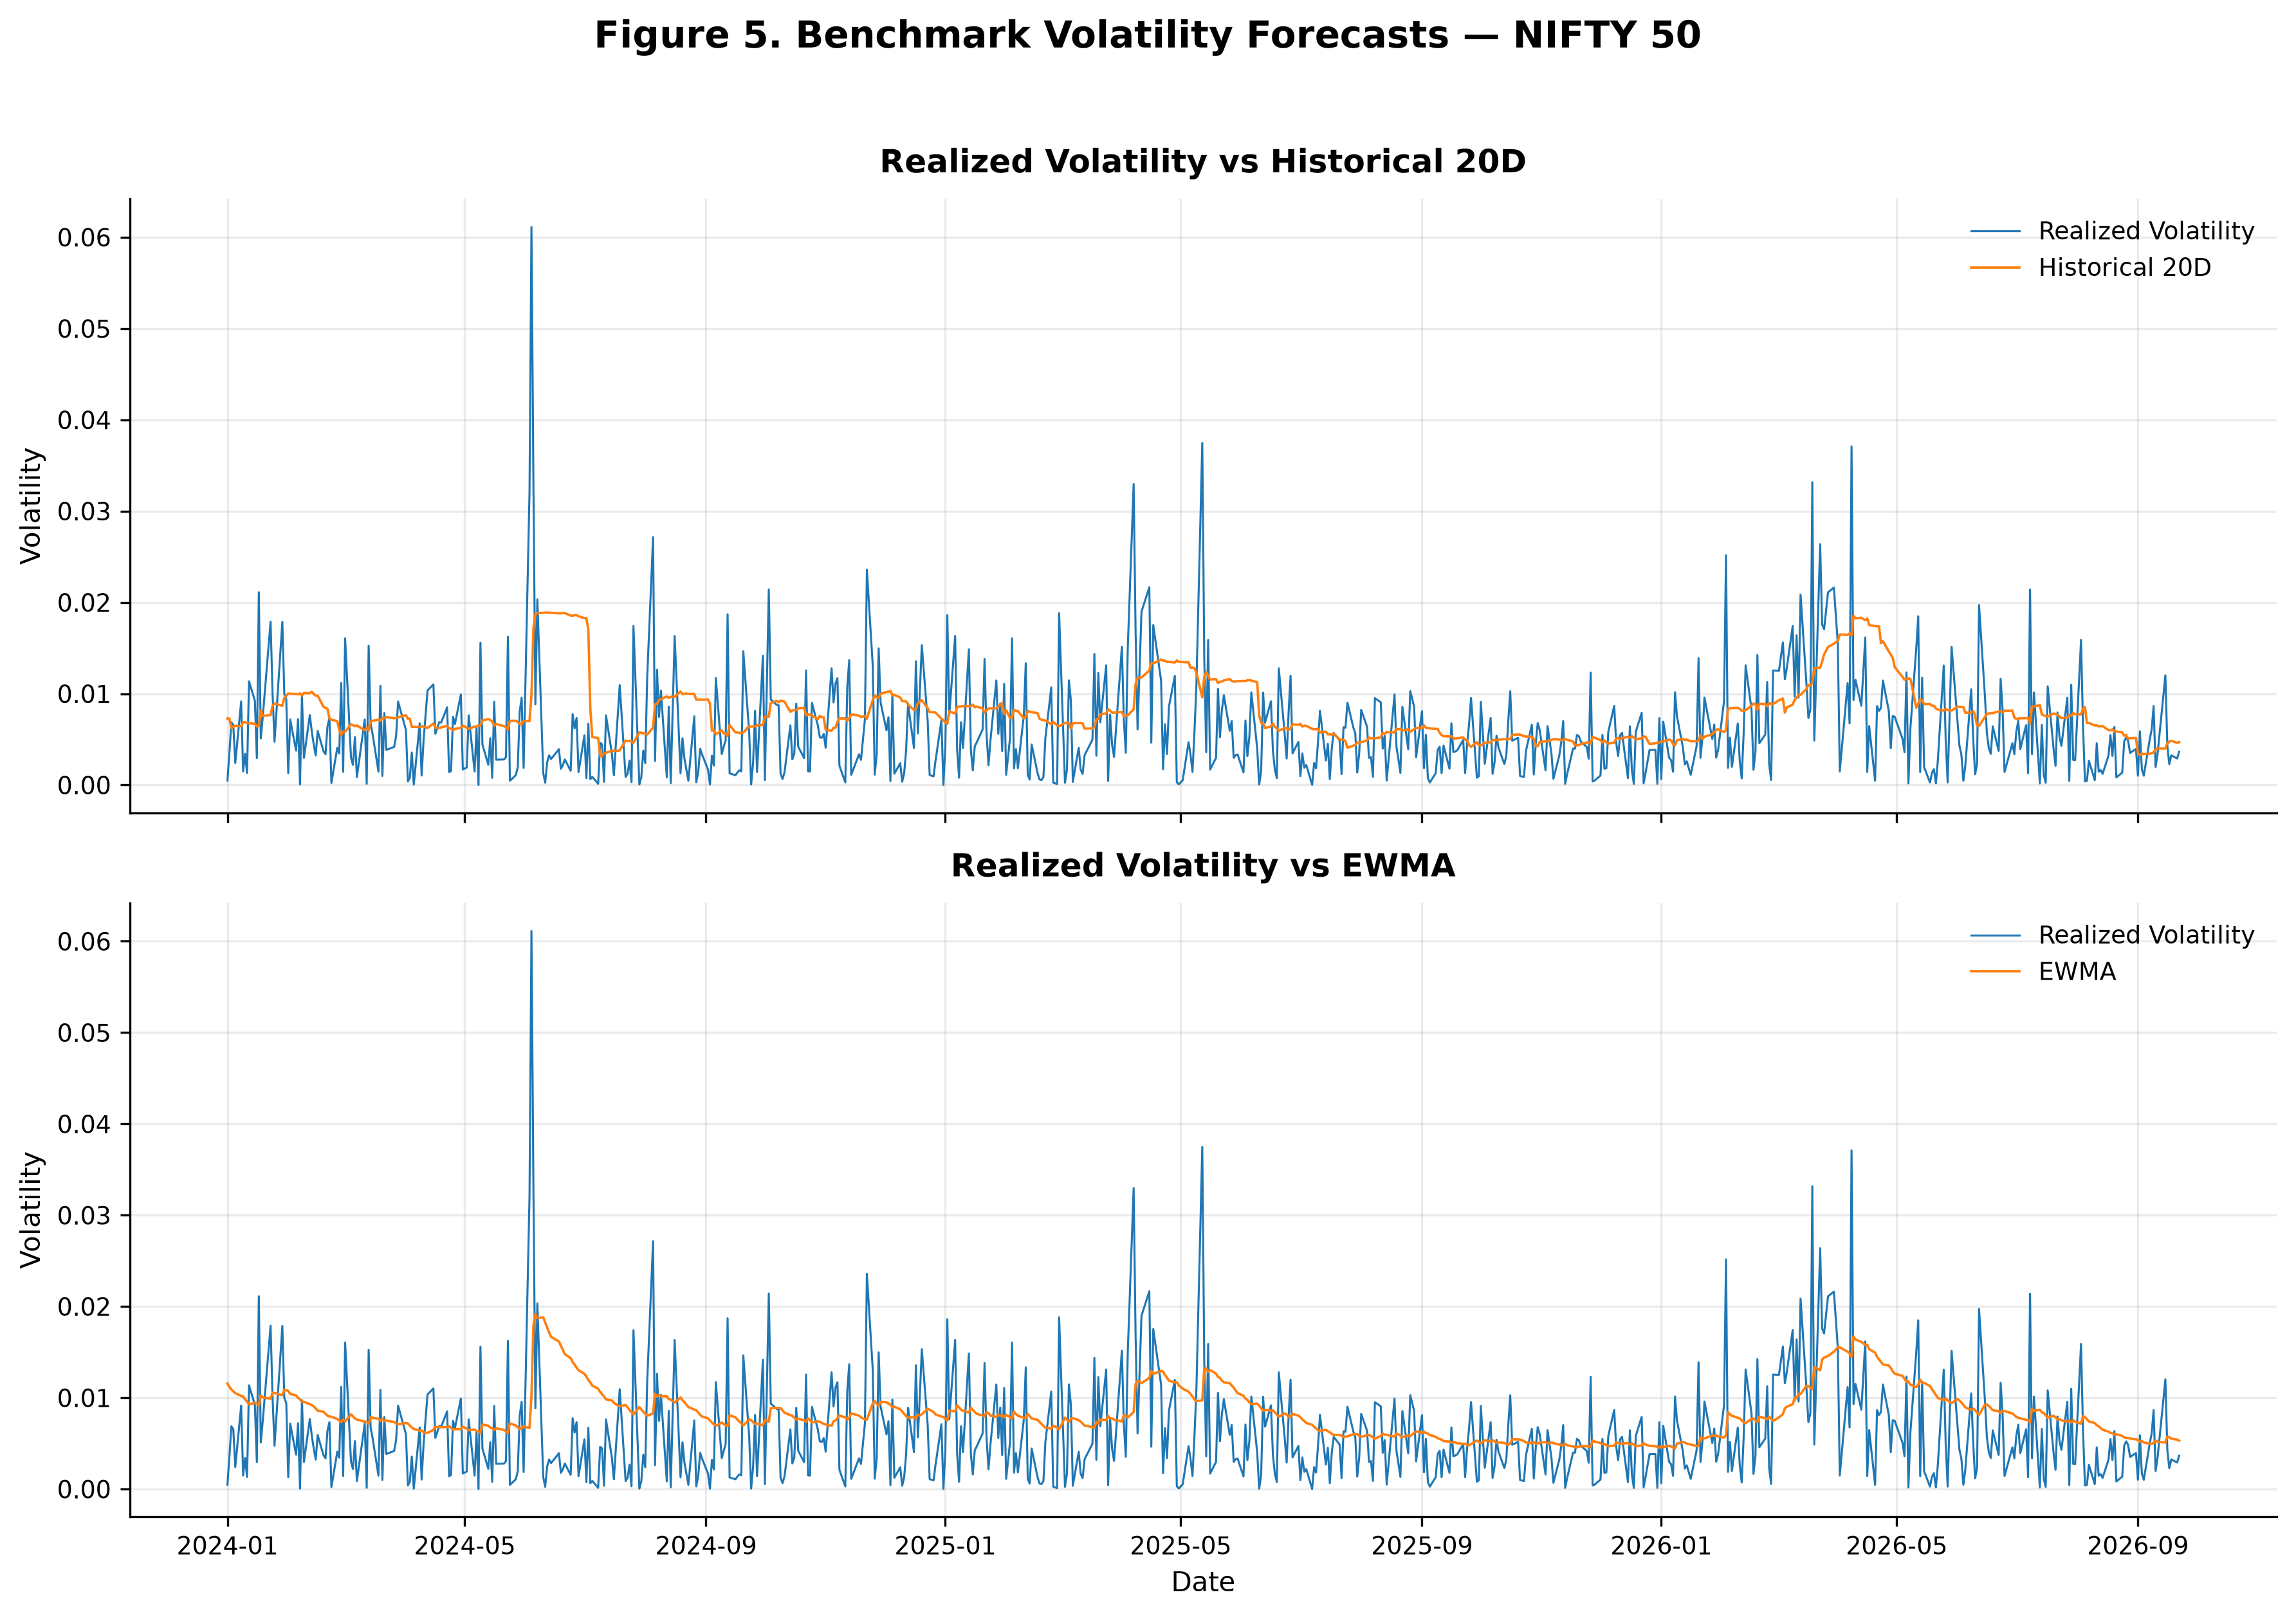 Figure 5. Benchmark Volatility Forecasts — NIFTY 50
Realized Volatility vs Historical 20D
Realized Volatility
Historical 20D
Volatility
0.06
0.05
0.04
0.03
0.02
0.01
0.00
Realized Volatility vs EWMA
Realized Volatility
EWMA
Volatility
0.06
0.05
0.04
0.03
0.02
0.01
0.00
2024-01 2024-05 2024-09 2025-01 2025-05 2025-09 2026-01 2026-05 2026-09
Date